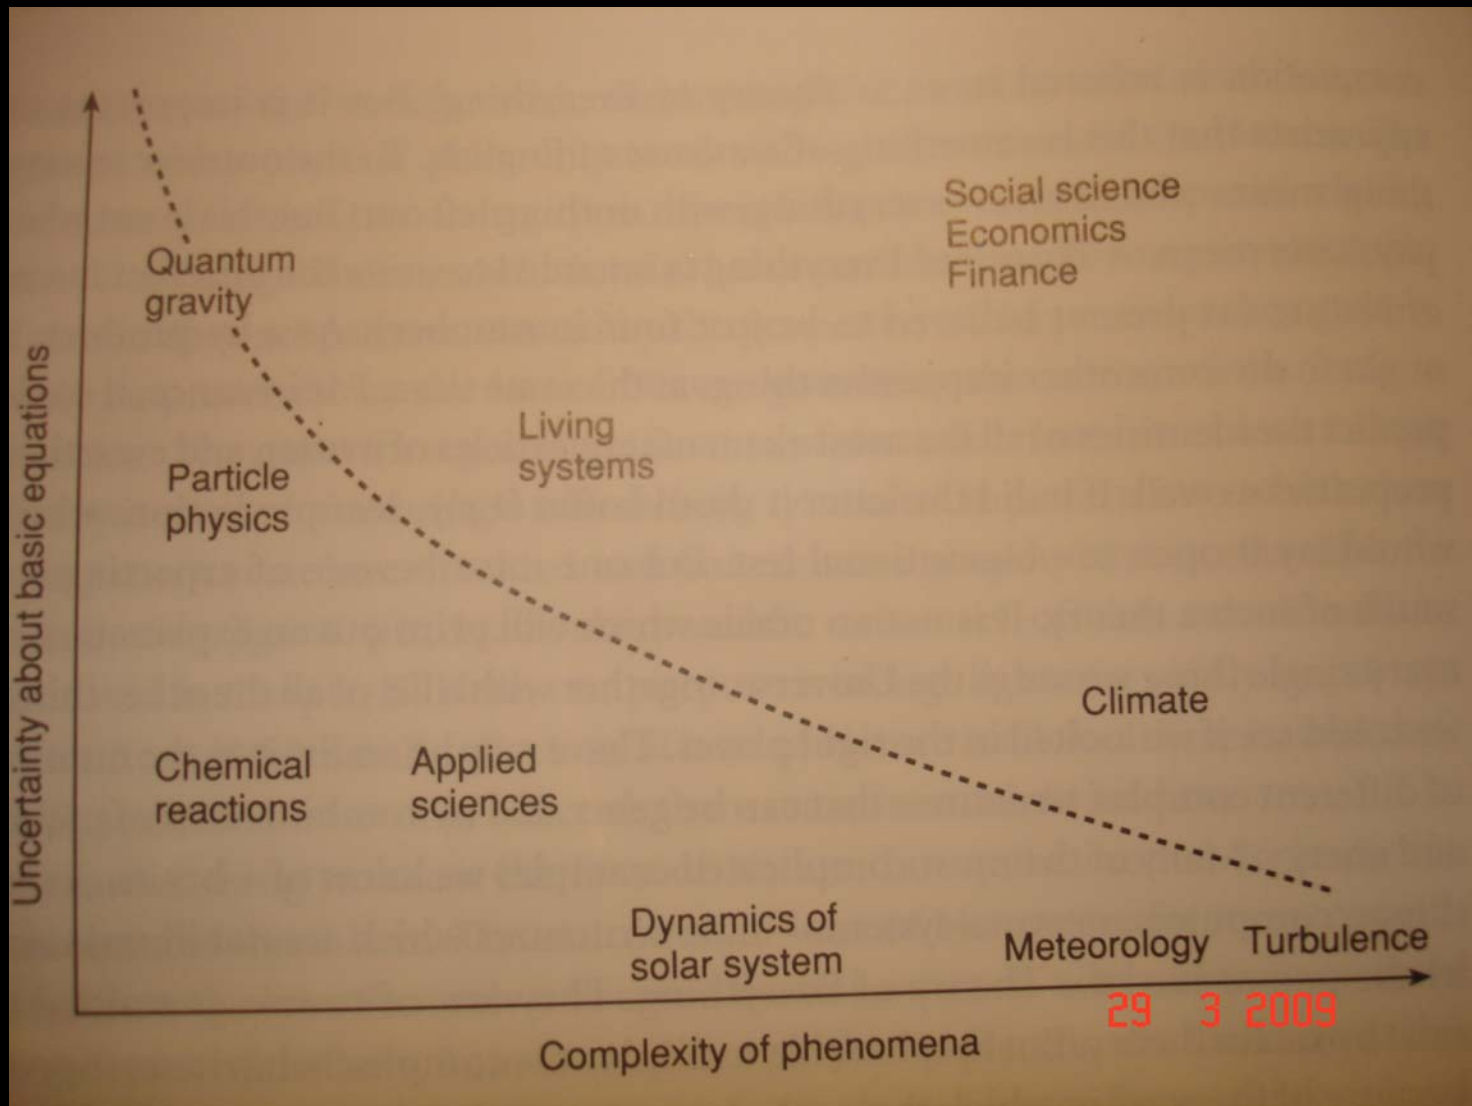 Social science
Economics
Finance
Quantum
gravity
Living
systems
Particle
physics
Climate
Chemical
reactions
Applied
sciences
Dynamics of
solar system
Meteorology
Turbulence
Uncertainty about basic equations
Complexity of phenomena
29 3 2009